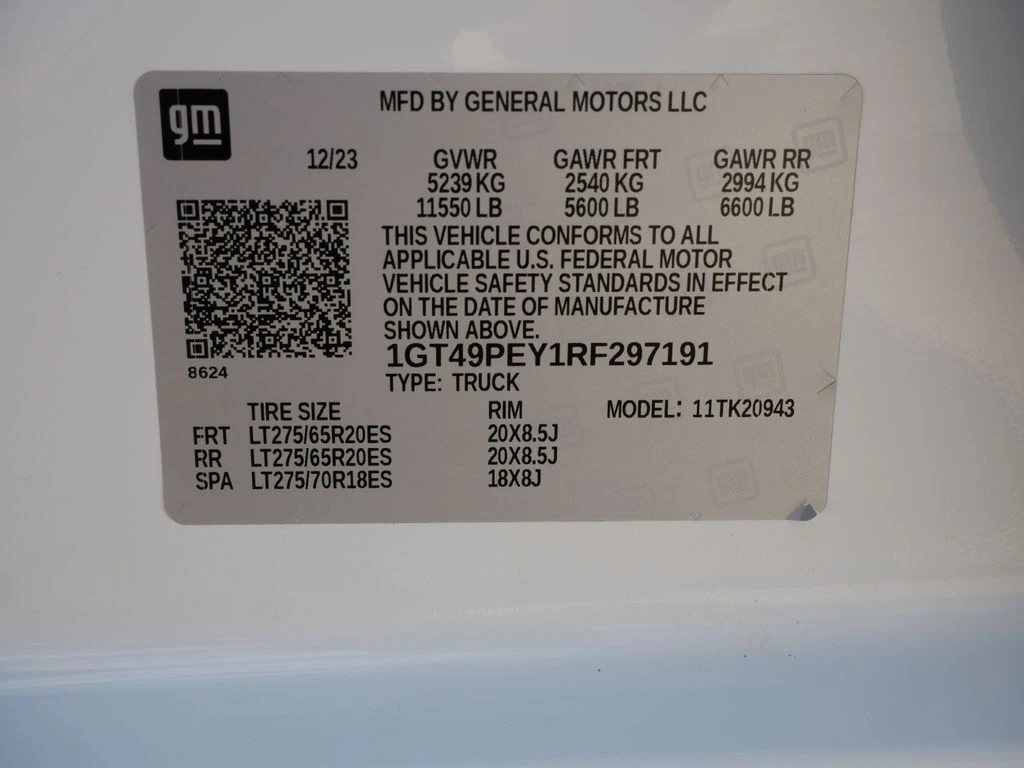 gm
MFD BY GENERAL MOTORS LLC
12/23 GVWR GAWR FRT GAWR RR
5239 KG 2540 KG 2994 KG
11550 LB 5600 LB 6600 LB
THIS VEHICLE CONFORMS TO ALL
APPLICABLE U.S. FEDERAL MOTOR
VEHICLE SAFETY STANDARDS IN EFFECT
ON THE DATE OF MANUFACTURE
SHOWN ABOVE.
1GT49PEY1RF297191
8624
TYPE: TRUCK
TIRE SIZE RIM MODEL: 11TK20943
FRT LT275/65R20ES 20X8.5J
RR LT275/65R20ES 20X8.5J
SPA LT275/70R18ES 18X8J